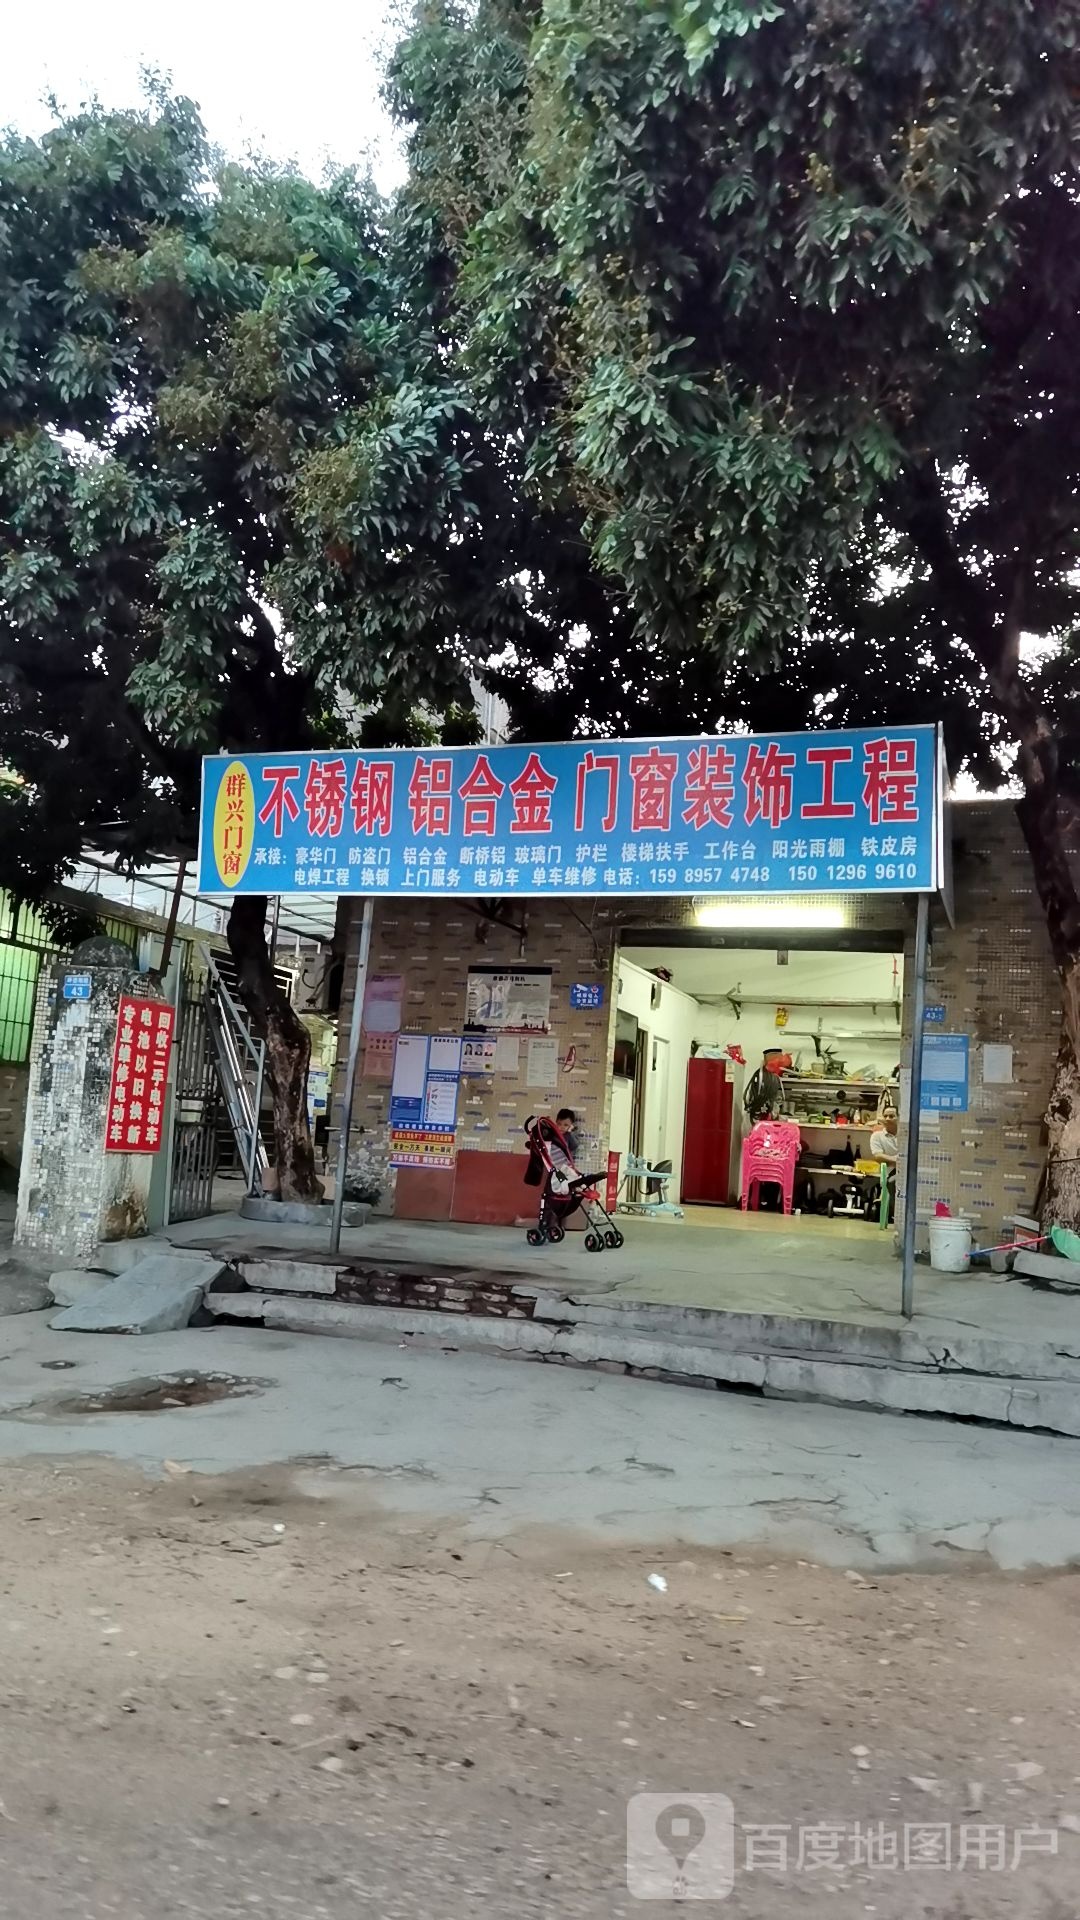 群兴门窗
不锈钢 铝合金 门窗装饰工程
承接：豪华门 防盗门 铝合金 断桥铝 玻璃门 护栏 楼梯扶手 工作台 阳光雨棚 铁皮房
电焊工程 换锁 上门服务 电动车 单车维修 电话：159 8957 4748 150 1296 9610
43
回收二手电动车
电池以旧换新
专业维修电动车
43-
百度地图用户